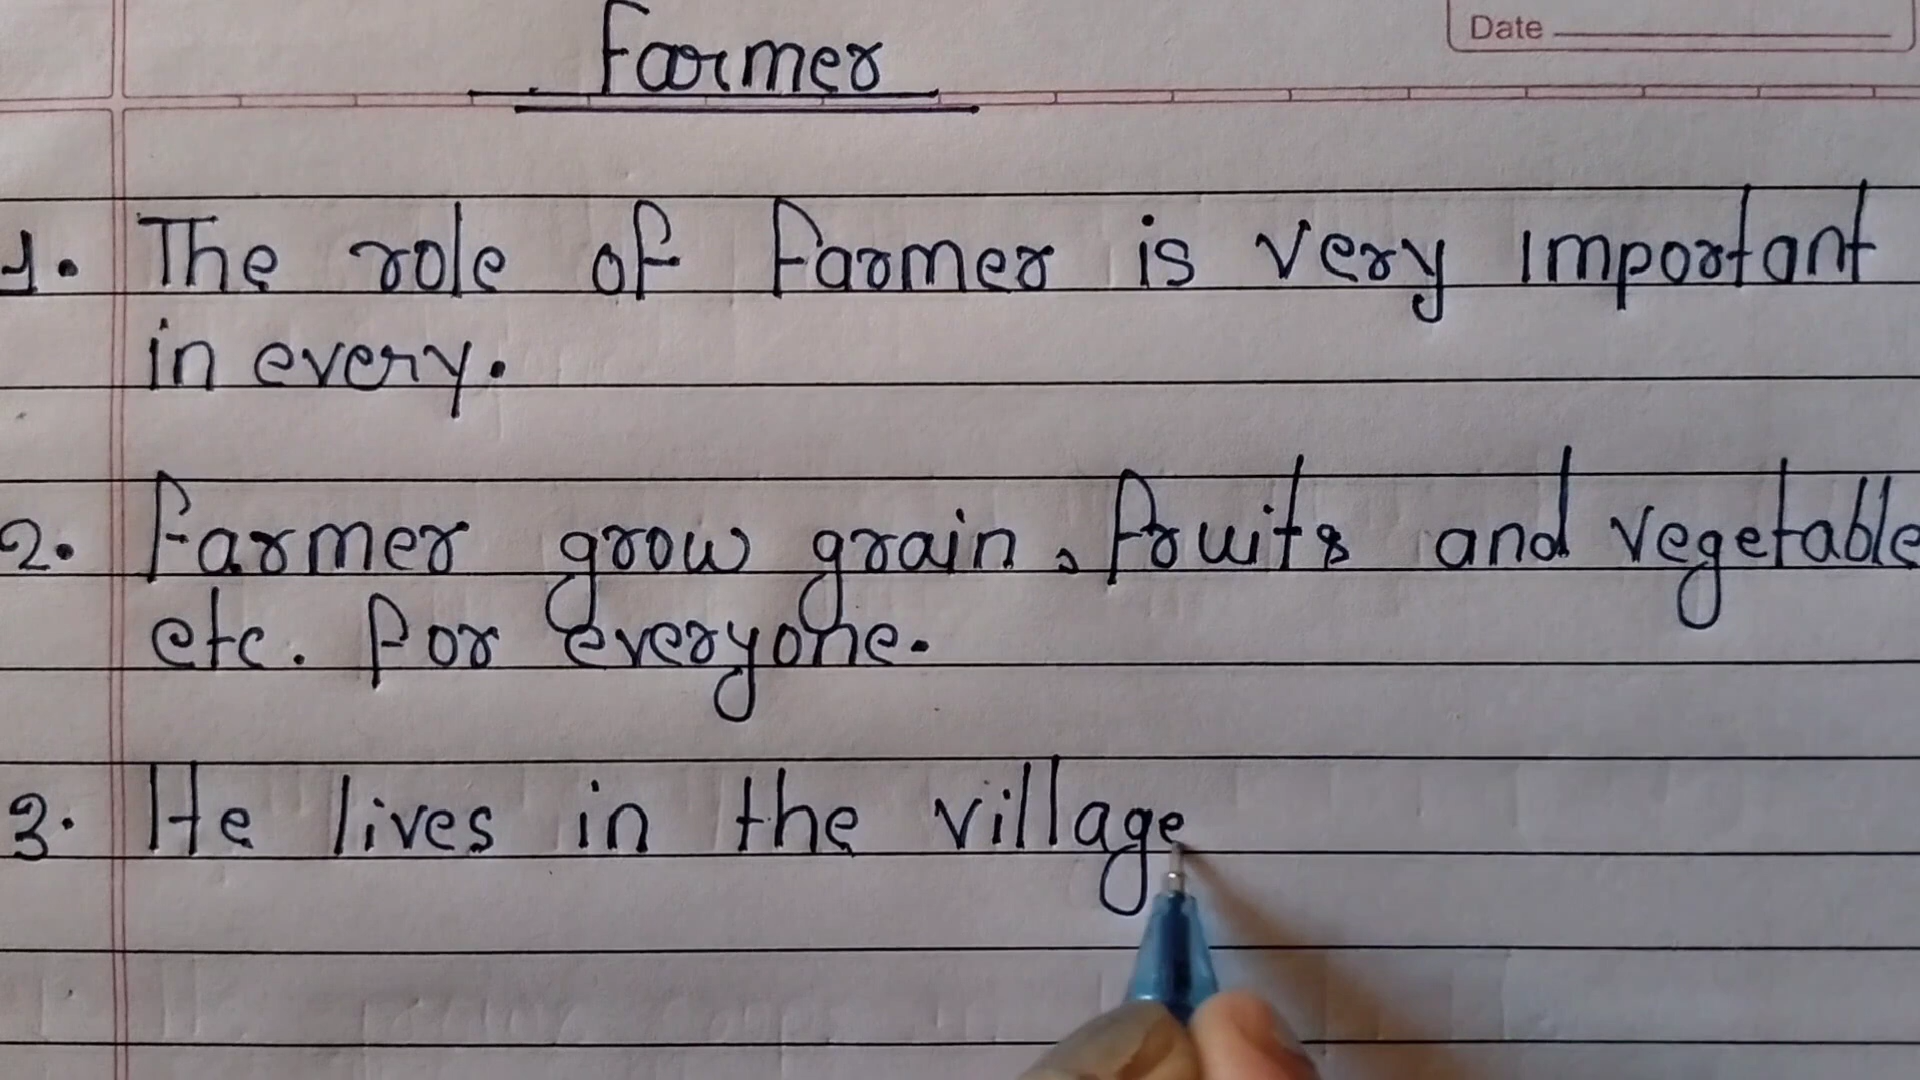 Date
Farmer
1. The role of Farmer is very important
in every.
2. Farmer grow grain, fruits and vegetable
etc. for everyone.
3. He lives in the village